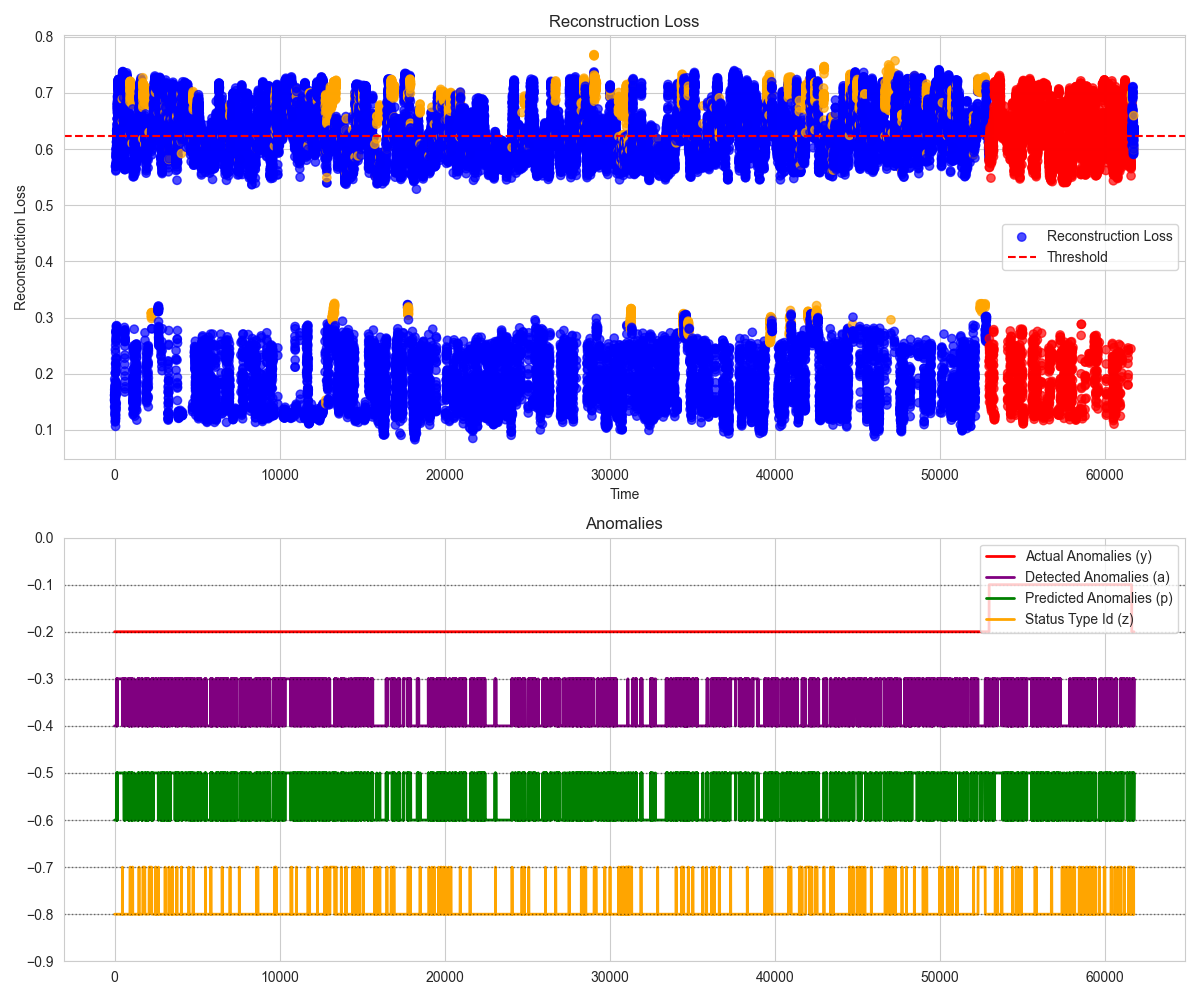 Reconstruction Loss
Reconstruction Loss
0.8
0.7
0.6
0.5
0.4
0.3
0.2
0.1
Reconstruction Loss
Threshold
0 10000 20000 30000 40000 50000 60000
Time
Anomalies
0.0
−0.1
−0.2
−0.3
−0.4
−0.5
−0.6
−0.7
−0.8
−0.9
Actual Anomalies (y)
Detected Anomalies (a)
Predicted Anomalies (p)
Status Type Id (z)
0 10000 20000 30000 40000 50000 60000